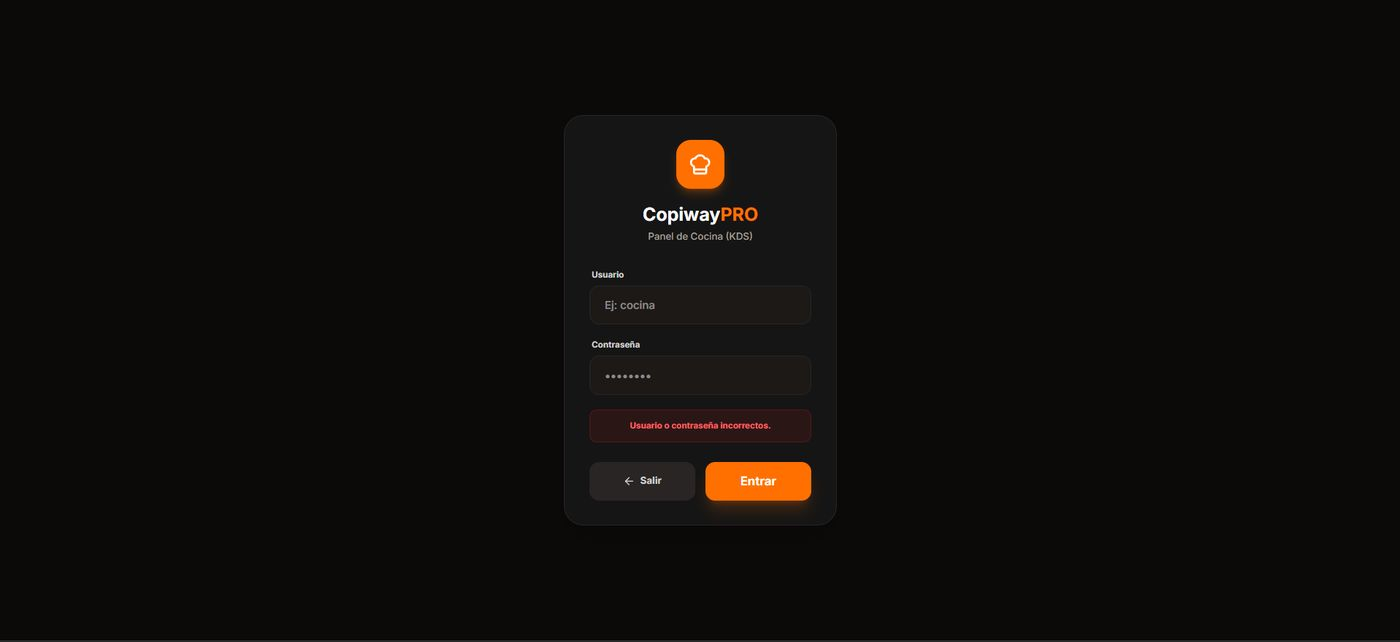 CopiwayPRO
Panel de Cocina (KDS)
Usuario
Ej: cocina
Contraseña
••••••••
Usuario o contraseña incorrectos.
← Salir
Entrar